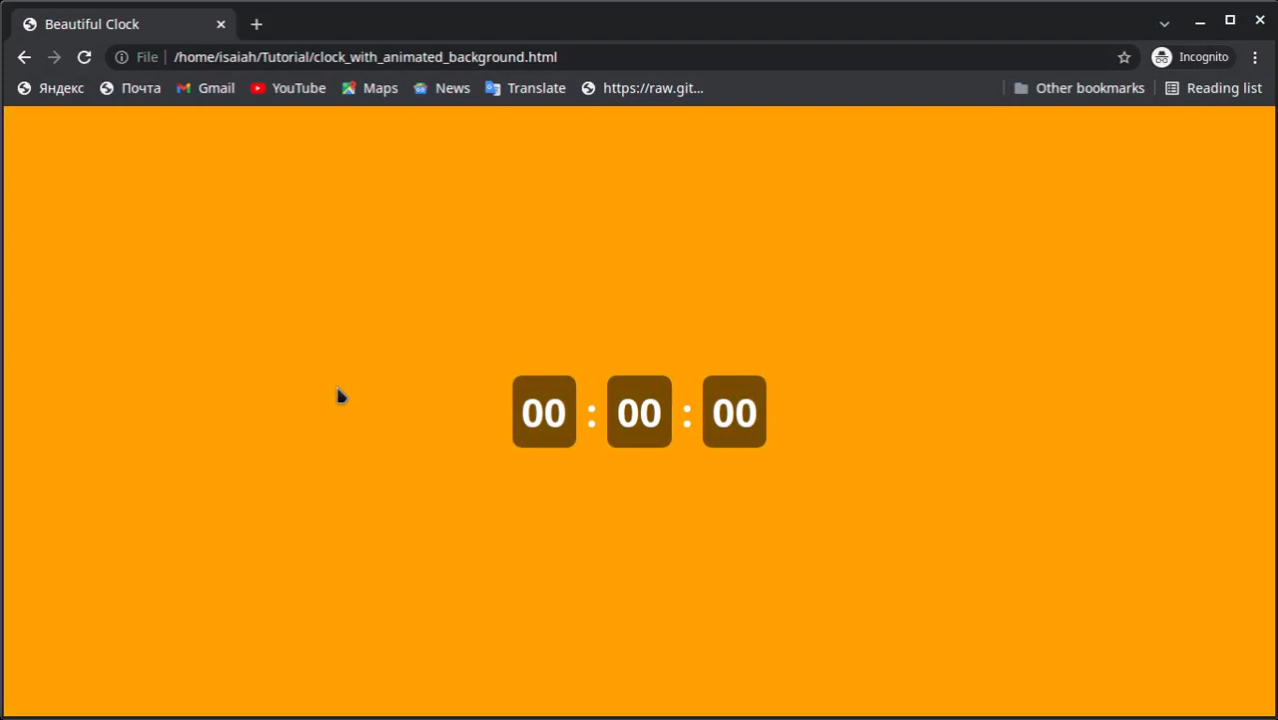 Beautiful Clock
File /home/isaiah/Tutorial/clock_with_animated_background.html Incognito
Яндекс Почта Gmail YouTube Maps News Translate https://raw.git... Other bookmarks Reading list
00 : 00 : 00